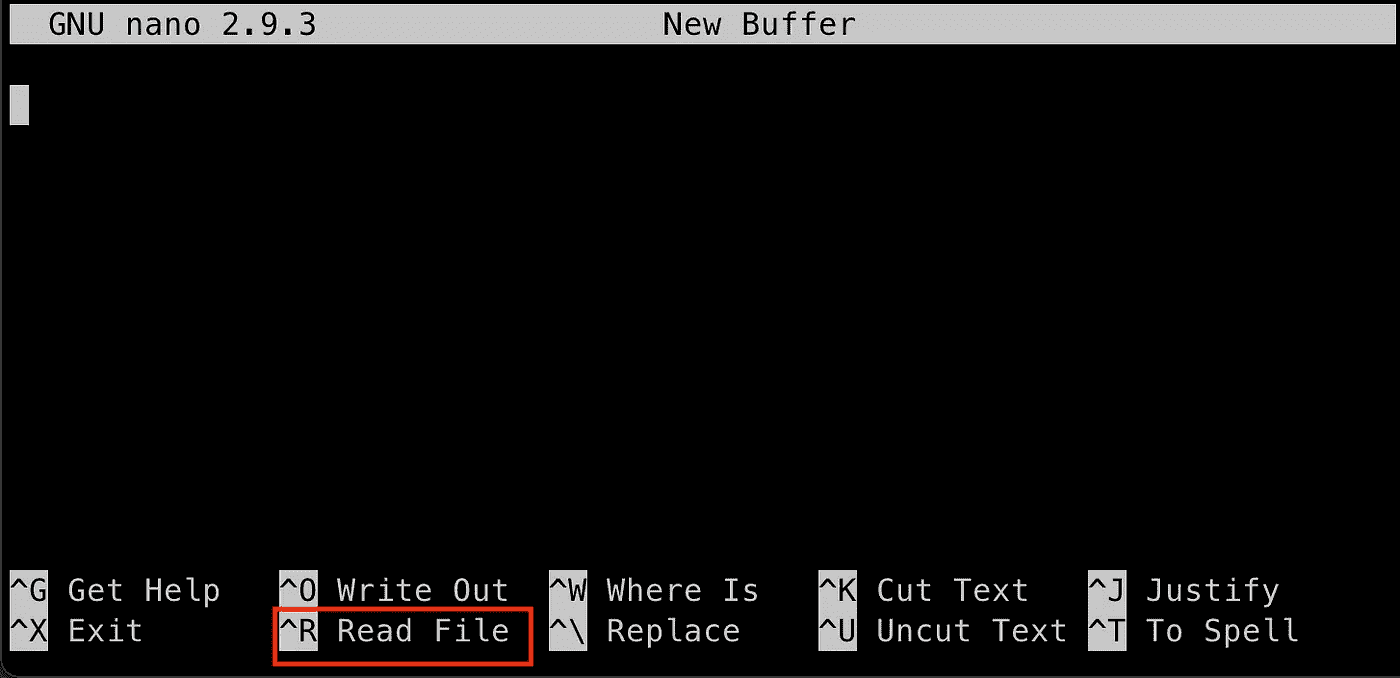 GNU nano 2.9.3 New Buffer
^G Get Help ^O Write Out ^W Where Is ^K Cut Text ^J Justify
^X Exit ^R Read File ^\ Replace ^U Uncut Text ^T To Spell